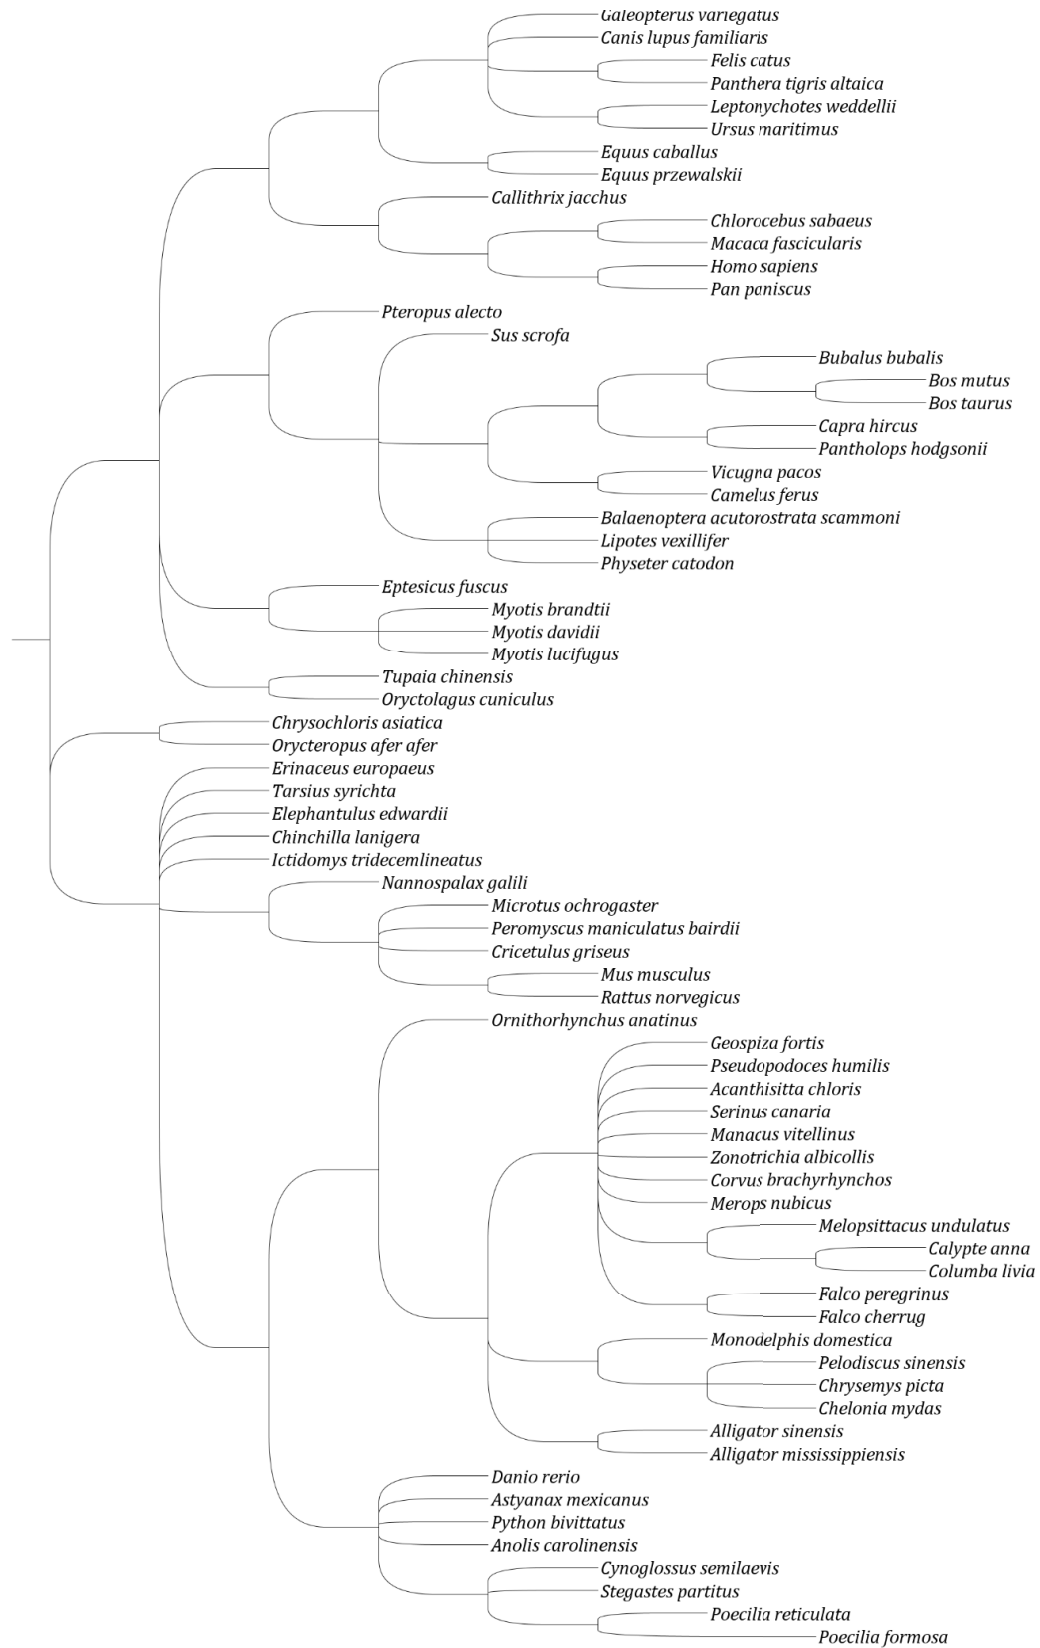 Galeopterus variegatus
Canis lupus familiaris
Felis catus
Panthera tigris altaica
Leptonychotes weddellii
Ursus maritimus
Equus caballus
Equus przewalskii
Callithrix jacchus
Chlorocebus sabaeus
Macaca fascicularis
Homo sapiens
Pan paniscus
Pteropus alecto
Sus scrofa
Bubalus bubalis
Bos mutus
Bos taurus
Capra hircus
Pantholops hodgsonii
Vicugna pacos
Camelus ferus
Balaenoptera acutorostrata scammoni
Lipotes vexillifer
Physeter catodon
Eptesicus fuscus
Myotis brandtii
Myotis davidii
Myotis lucifugus
Tupaia chinensis
Oryctolagus cuniculus
Chrysochloris asiatica
Orycteropus afer afer
Erinaceus europaeus
Tarsius syrichta
Elephantulus edwardii
Chinchilla lanigera
Ictidomys tridecemlineatus
Nannospalax galili
Microtus ochrogaster
Peromyscus maniculatus bairdii
Cricetulus griseus
Mus musculus
Rattus norvegicus
Ornithorhynchus anatinus
Geospiza fortis
Pseudopodoces humilis
Acanthisitta chloris
Serinus canaria
Manacus vitellinus
Zonotrichia albicollis
Corvus brachyrhynchos
Merops nubicus
Melopsittacus undulatus
Calypte anna
Columba livia
Falco peregrinus
Falco cherrug
Monodelphis domestica
Pelodiscus sinensis
Chrysemys picta
Chelonia mydas
Alligator sinensis
Alligator mississippiensis
Danio rerio
Astyanax mexicanus
Python bivittatus
Anolis carolinensis
Cynoglossus semilaevis
Stegastes partitus
Poecilia reticulata
Poecilia formosa